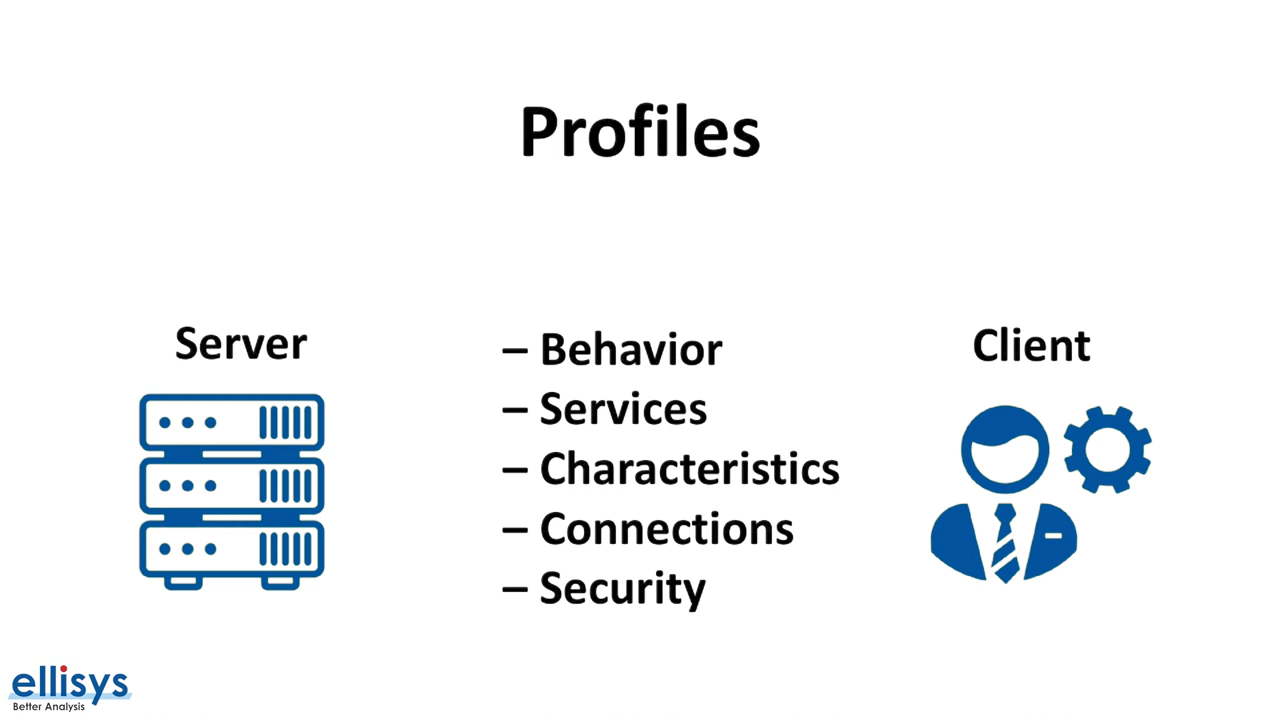 Profiles
Server
– Behavior
– Services
– Characteristics
– Connections
– Security
Client
ellisys
Better Analysis